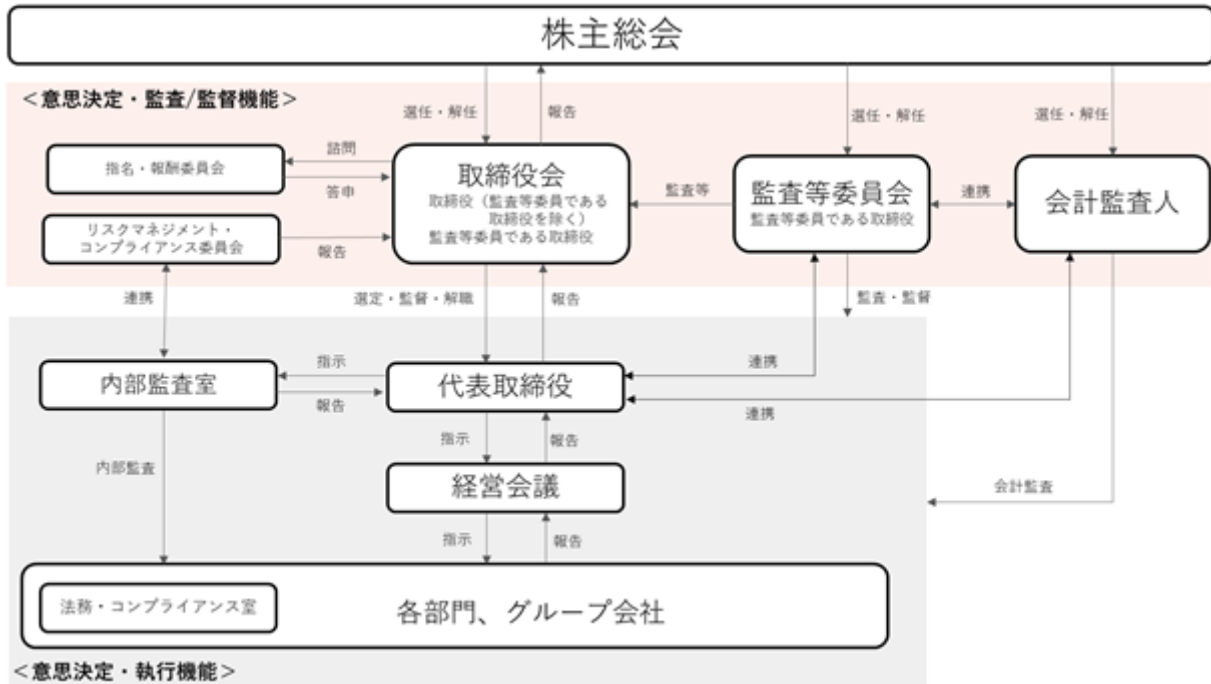 株主総会
＜意思決定・監査/監督機能＞
選任・解任
報告
選任・解任
選任・解任
指名・報酬委員会
諮問
答申
取締役会
取締役（監査等委員である
取締役を除く）
監査等委員である取締役
監査等
監査等委員会
監査等委員である取締役
連携
会計監査人
リスクマネジメント・
コンプライアンス委員会
報告
連携
選定・監督・解職
報告
監査・監督
内部監査室
指示
報告
代表取締役
連携
連携
内部監査
指示
報告
経営会議
会計監査
指示
報告
法務・コンプライアンス室
各部門、グループ会社
＜意思決定・執行機能＞